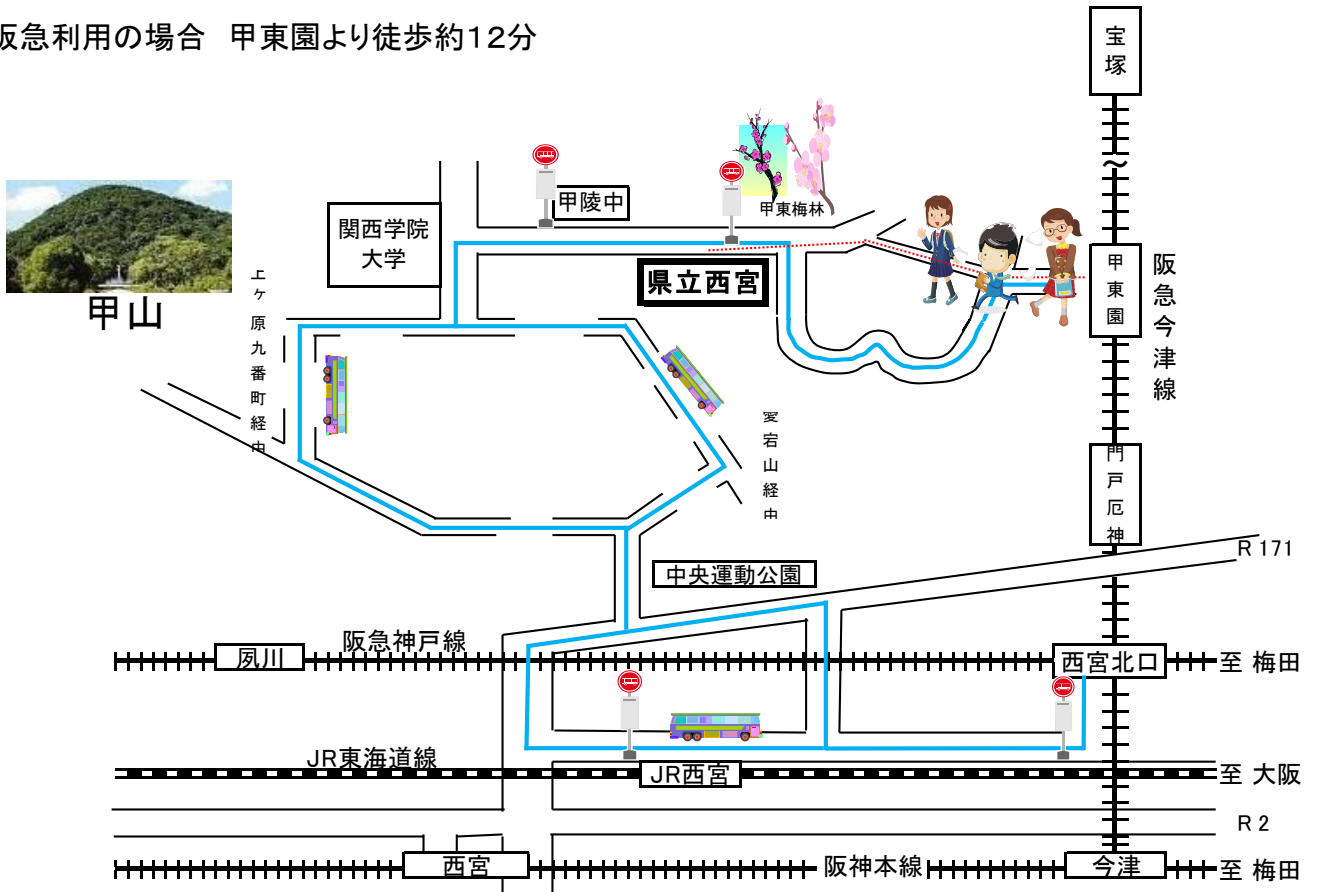 阪急利用の場合 甲東園より徒歩約12分
宝塚
甲陵中
甲東梅林
関西学院
大学
県立西宮
甲東園
阪急今津線
甲山
上ヶ原九番町経由
愛宕山経由
門戸厄神
R 171
中央運動公園
阪急神戸線
夙川
西宮北口
至 梅田
JR東海道線
JR西宮
至 大阪
R 2
西宮
阪神本線
今津
至 梅田